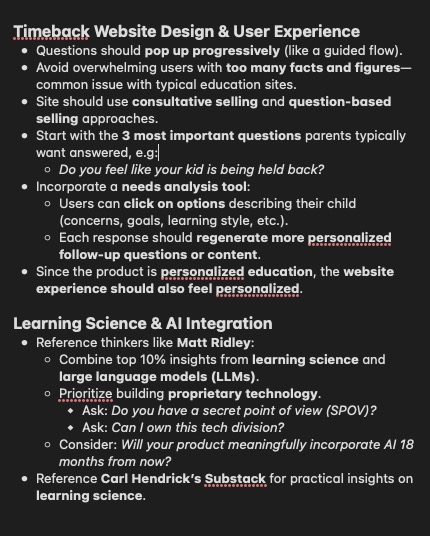 Timeback Website Design & User Experience
• Questions should pop up progressively (like a guided flow).
• Avoid overwhelming users with too many facts and figures—
common issue with typical education sites.
• Site should use consultative selling and question-based
selling approaches.
• Start with the 3 most important questions parents typically
want answered, e.g:
◦ Do you feel like your kid is being held back?
• Incorporate a needs analysis tool:
◦ Users can click on options describing their child
(concerns, goals, learning style, etc.).
◦ Each response should regenerate more personalized
follow-up questions or content.
• Since the product is personalized education, the website
experience should also feel personalized.
Learning Science & AI Integration
• Reference thinkers like Matt Ridley:
◦ Combine top 10% insights from learning science and
large language models (LLMs).
◦ Prioritize building proprietary technology.
◆ Ask: Do you have a secret point of view (SPOV)?
◆ Ask: Can I own this tech division?
◦ Consider: Will your product meaningfully incorporate AI 18
months from now?
• Reference Carl Hendrick’s Substack for practical insights on
learning science.